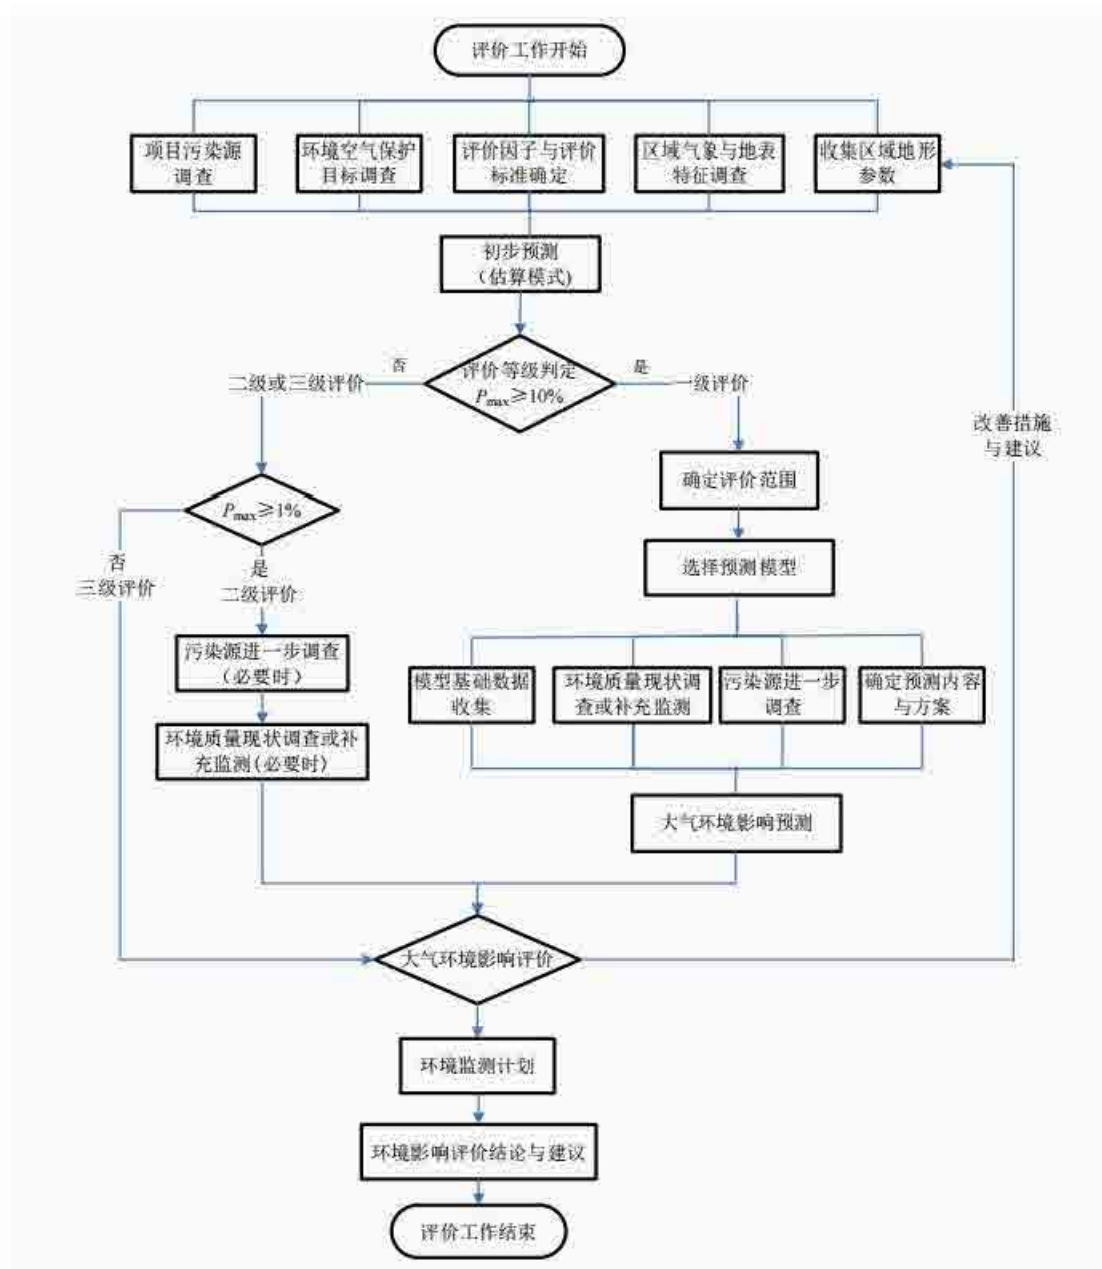 评价工作开始
项目污染源
调查
环境空气保护
目标调查
评价因子与评价
标准确定
区域气象与地表
特征调查
收集区域地形
参数
初步预测
（估算模式)
评价等级判定
Pmax≥10%
否
二级或三级评价
是
一级评价
改善措施
与建议
确定评价范围
Pmax≥1%
选择预测模型
否
三级评价
是
二级评价
污染源进一步调查
（必要时）
模型基础数据
收集
环境质量现状调
查或补充监测
污染源进一步
调查
确定预测内容
与方案
环境质量现状调查或补
充监测(必要时)
大气环境影响预测
大气环境影响评价
环境监测计划
环境影响评价结论与建议
评价工作结束